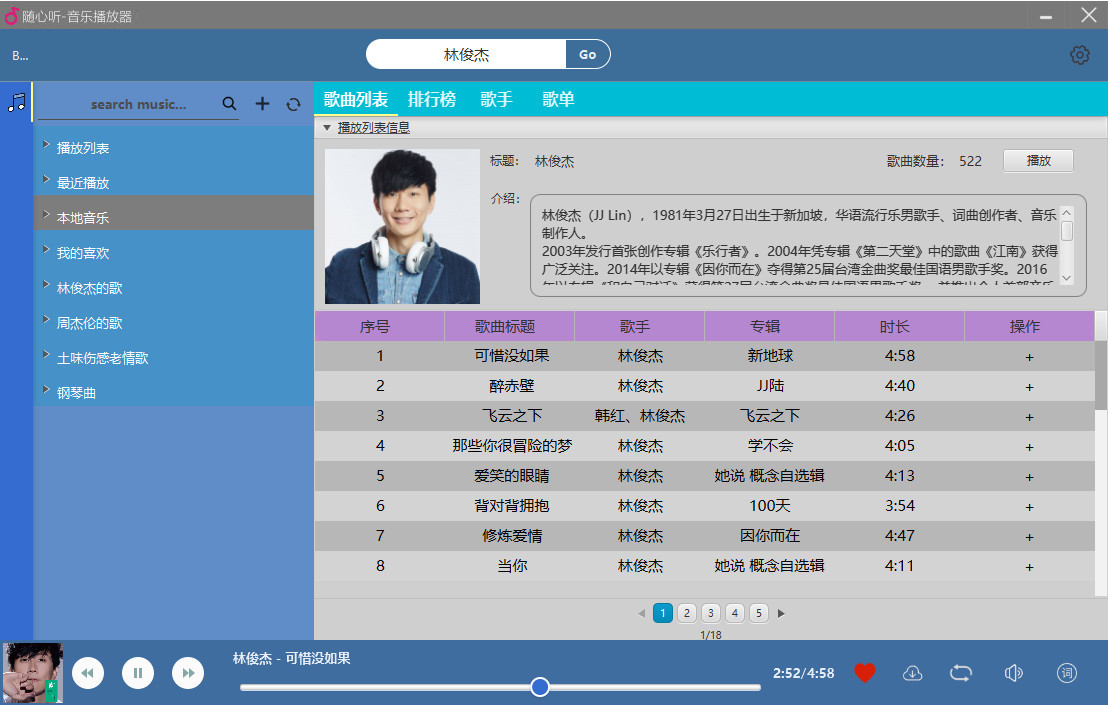 随心听-音乐播放器
B...
林俊杰
Go
search music...
歌曲列表 排行榜 歌手 歌单
播放列表
最近播放
本地音乐
我的喜欢
林俊杰的歌
周杰伦的歌
土味伤感老情歌
钢琴曲
播放列表信息
标题: 林俊杰 歌曲数量: 522 播放
介绍:
林俊杰（JJ Lin），1981年3月27日出生于新加坡，华语流行乐男歌手、词曲创作者、音乐
制作人。
2003年发行首张创作专辑《乐行者》。2004年凭专辑《第二天堂》中的歌曲《江南》获得
广泛关注。2014年以专辑《因你而在》夺得第25届台湾金曲奖最佳国语男歌手奖。2016
序号 歌曲标题 歌手 专辑 时长 操作
1 可惜没如果 林俊杰 新地球 4:58 +
2 醉赤壁 林俊杰 JJ陆 4:40 +
3 飞云之下 韩红、林俊杰 飞云之下 4:26 +
4 那些你很冒险的梦 林俊杰 学不会 4:05 +
5 爱笑的眼睛 林俊杰 她说 概念自选辑 4:13 +
6 背对背拥抱 林俊杰 100天 3:54 +
7 修炼爱情 林俊杰 因你而在 4:47 +
8 当你 林俊杰 她说 概念自选辑 4:11 +
1 2 3 4 5
1/18
林俊杰 - 可惜没如果
2:52/4:58
词